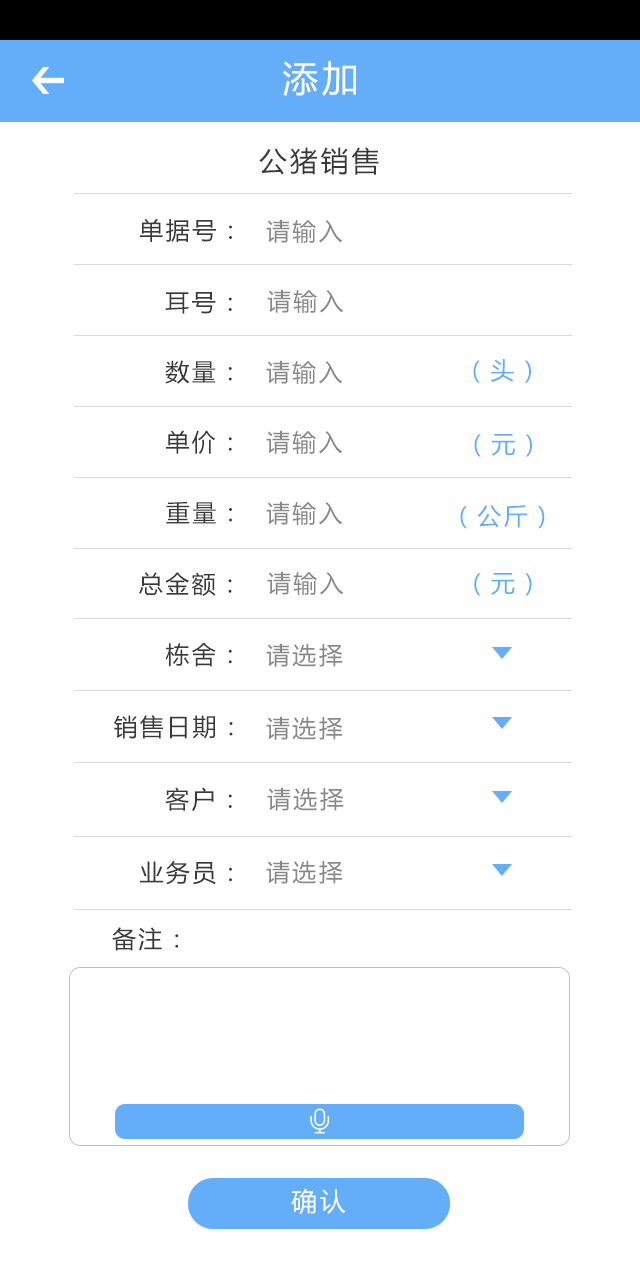 添加
公猪销售
单据号： 请输入
耳号： 请输入
数量： 请输入 （头）
单价： 请输入 （元）
重量： 请输入 （公斤）
总金额： 请输入 （元）
栋舍： 请选择
销售日期： 请选择
客户： 请选择
业务员： 请选择
备注：
确认